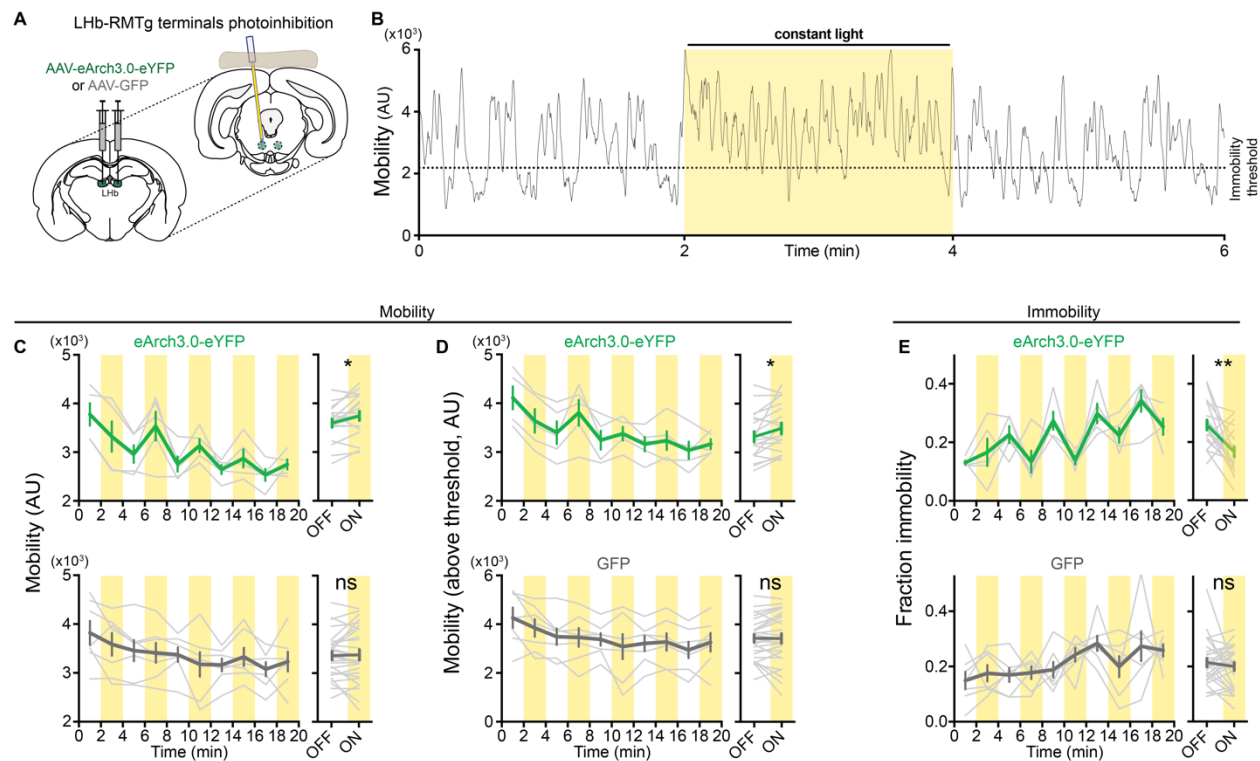 A
LHb-RMTg terminals photoinhibition
AAV-eArch3.0-eYFP
or AAV-GFP
LHb
B
(x10³)
constant light
6
4
2
0
Mobility (AU)
Immobility
threshold
0
2
4
6
Time (min)
Mobility
Immobility
C
(x10³)
eArch3.0-eYFP
5
4
3
2
*
0 2 4 6 8 10 12 14 16 18 20
OFF
ON
D
(x10³)
eArch3.0-eYFP
5
4
3
2
*
0 2 4 6 8 10 12 14 16 18 20
OFF
ON
E
eArch3.0-eYFP
0.4
0.2
0.0
**
0 2 4 6 8 10 12 14 16 18 20
OFF
ON
Mobility (AU)
(x10³)
5
4
3
2
ns
0 2 4 6 8 10 12 14 16 18 20
Time (min)
OFF
ON
Mobility (above threshold, AU)
(x10³)
GFP
6
4
2
0
ns
0 2 4 6 8 10 12 14 16 18 20
Time (min)
OFF
ON
Fraction immobility
GFP
0.4
0.2
0.0
ns
0 2 4 6 8 10 12 14 16 18 20
Time (min)
OFF
ON